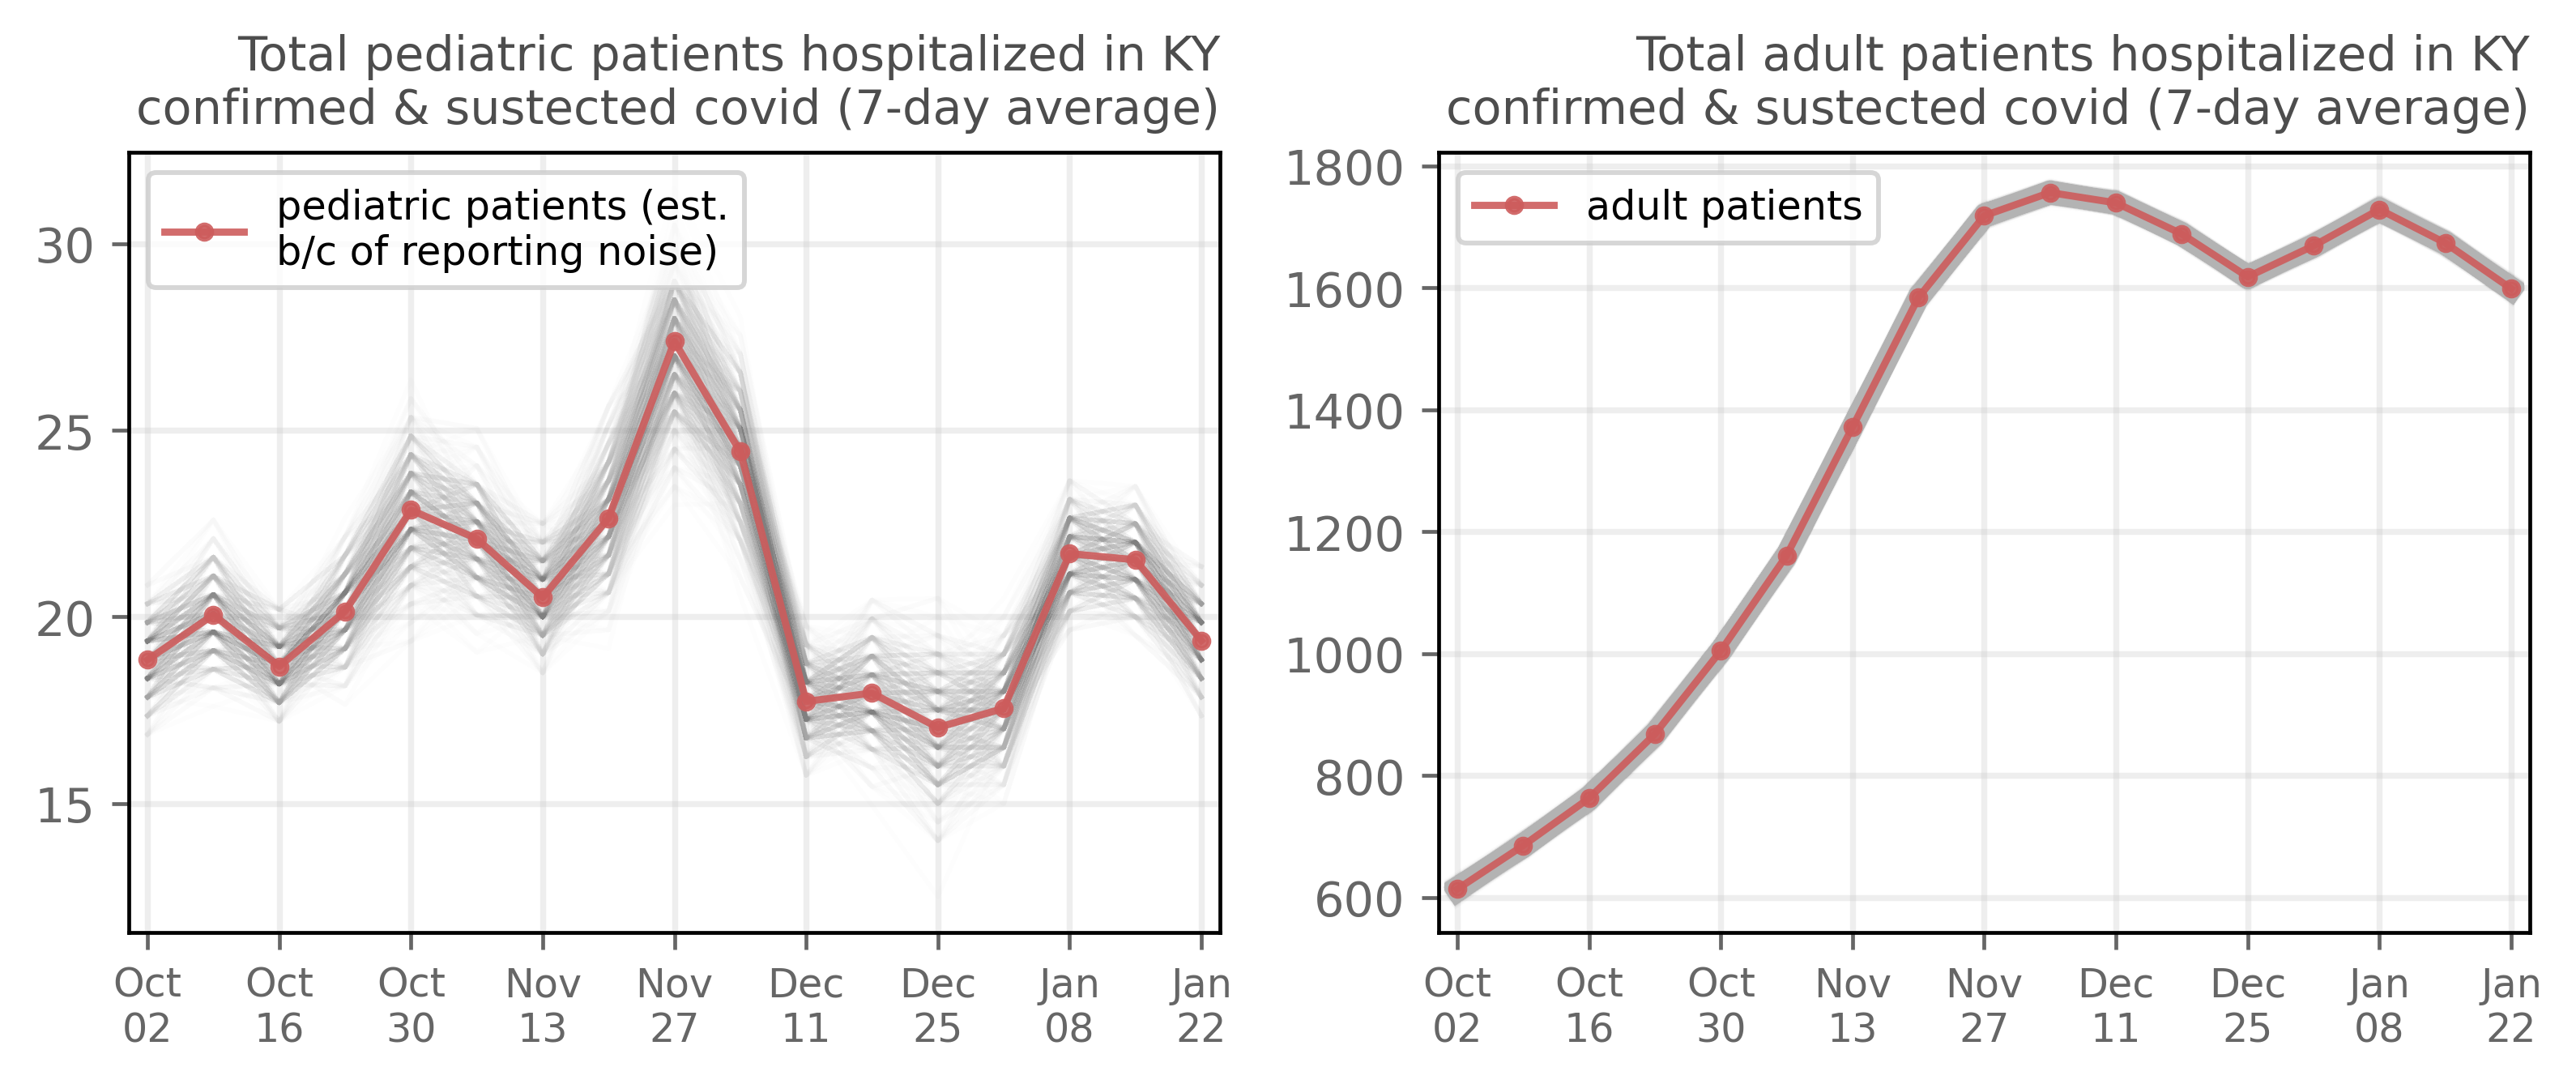 Total pediatric patients hospitalized in KY
confirmed & sustected covid (7-day average)
pediatric patients (est.
b/c of reporting noise)
30
25
20
15
Oct Oct Oct Nov Nov Dec Dec Jan Jan
02 16 30 13 27 11 25 08 22
Total adult patients hospitalized in KY
confirmed & sustected covid (7-day average)
adult patients
1800
1600
1400
1200
1000
800
600
Oct Oct Oct Nov Nov Dec Dec Jan Jan
02 16 30 13 27 11 25 08 22